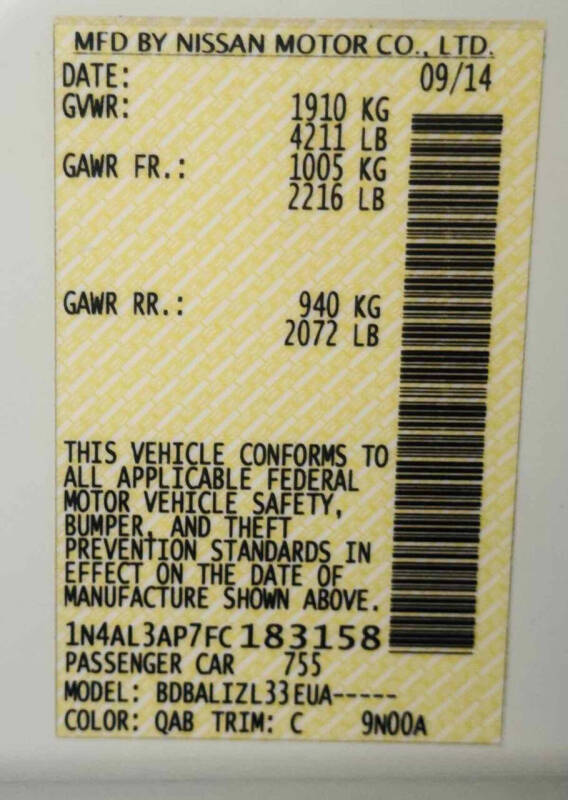 MFD BY NISSAN MOTOR CO., LTD.
DATE: 09/14
GVWR: 1910 KG
4211 LB
GAWR FR.: 1005 KG
2216 LB
GAWR RR.: 940 KG
2072 LB
THIS VEHICLE CONFORMS TO
ALL APPLICABLE FEDERAL
MOTOR VEHICLE SAFETY,
BUMPER, AND THEFT
PREVENTION STANDARDS IN
EFFECT ON THE DATE OF
MANUFACTURE SHOWN ABOVE.
1N4AL3AP7FC183158
PASSENGER CAR 755
MODEL: BDBALIZL33EUA-----
COLOR: QAB TRIM: C 9N00A